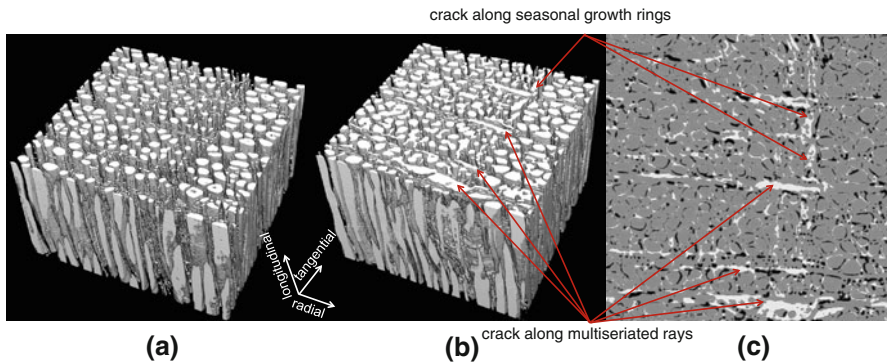 crack along seasonal growth rings
longitudinal
tangential
radial
crack along multiseriated rays
(a)
(b)
(c)